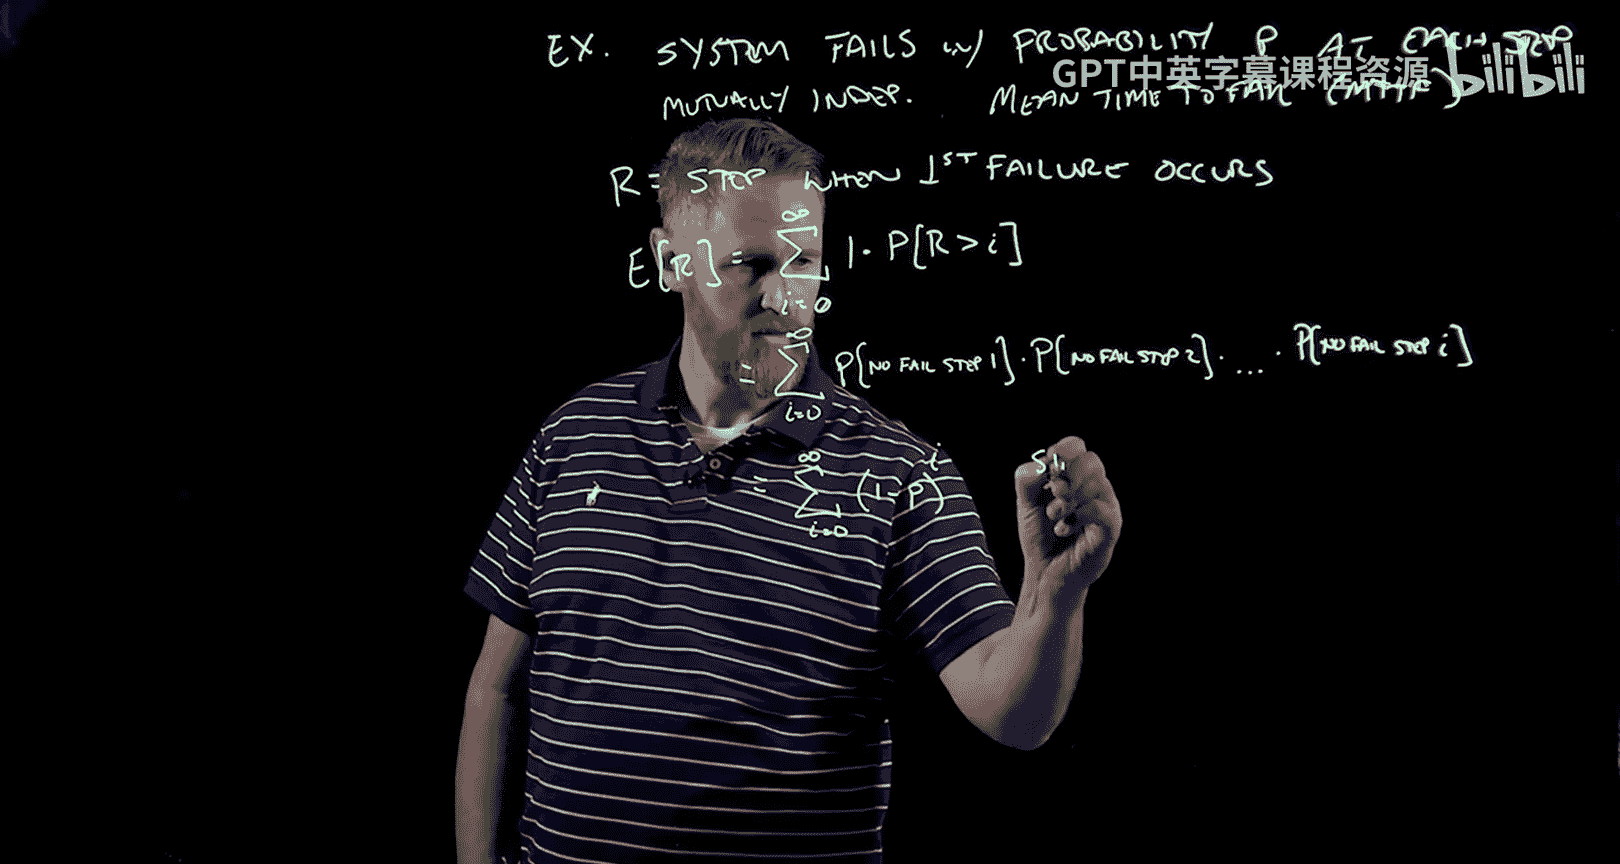 EX. SYSTEM FAILS w/ PROBABILITY P AT EACH STEP
GPT中英字幕课程资源 bilibili
MUTUALLY INDEP. MEAN TIME TO FAIL (MTTF)
R = STEP WHEN 1ST FAILURE OCCURS
E[R] = ∑_{i=0}^{∞} 1 · P[R > i]
= ∑_{i=0}^{∞} P[NO FAIL STEP 1] · P[NO FAIL STEP 2] · ... · P[NO FAIL STEP i]
= ∑_{i=0}^{∞} (1-P)^i